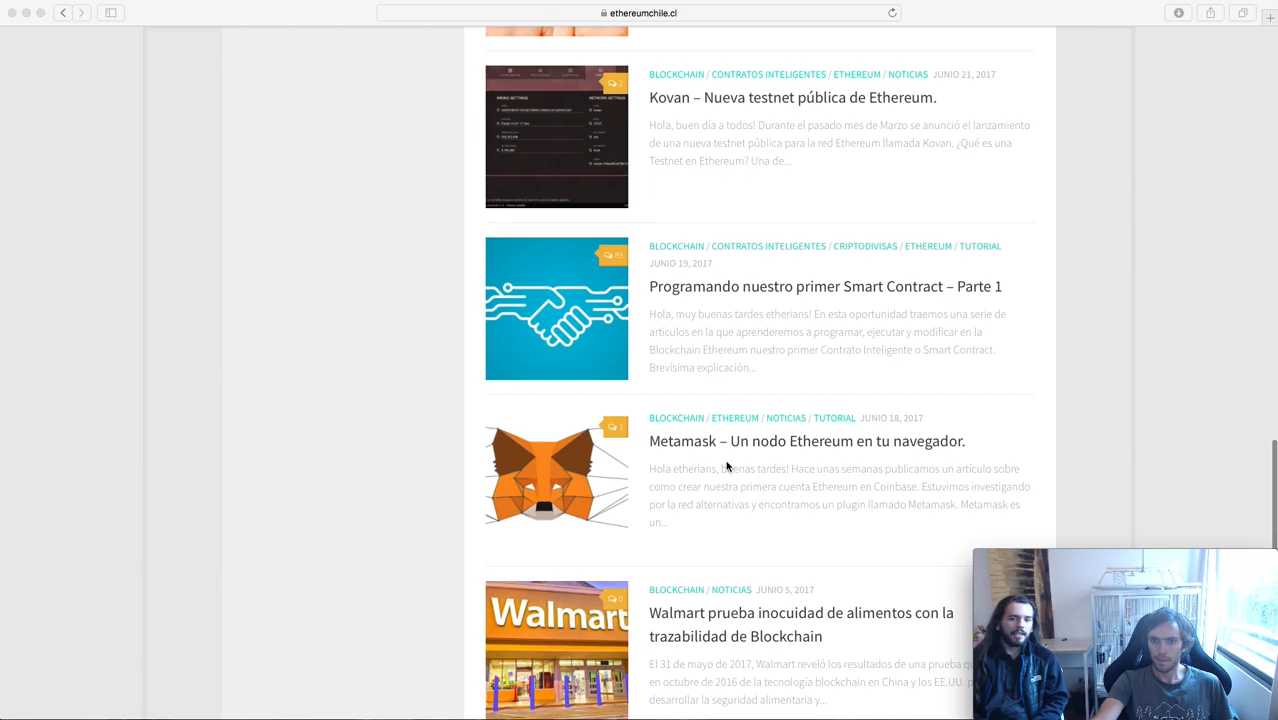 ethereumchile.cl
2
BLOCKCHAIN / CONTRATOS INTELIGENTES / ETHEREUM / NOTICIAS JUNIO 21, 2017
Kovan – Nueva testnet pública de Ethereum.
Hola, buen día a todos! Durante el pasado mes de Marzo se anunció el lanzamiento
de una nueva testnet pública para la red Ethereum llamada Kovan. ¿Qué es una
Testnet en Ethereum? Una de...
89
BLOCKCHAIN / CONTRATOS INTELIGENTES / CRIPTODIVISAS / ETHEREUM / TUTORIAL
JUNIO 19, 2017
Programando nuestro primer Smart Contract – Parte 1
Hola, muy buenas tardes etherians! En esta oportunidad traemos una serie de
articulos en la que aprenderemos a programar, ejecutar y modificar en la
Blockchain Ethereum nuestro primer Contrato Inteligente o Smart Contract.
Brevísima explicación...
3
BLOCKCHAIN / ETHEREUM / NOTICIAS / TUTORIAL JUNIO 18, 2017
Metamask – Un nodo Ethereum en tu navegador.
Hola etherians, buenas tardes! Hace unas semanas publicamos un artículo sobre
como crear nuestra primera cuenta Ethereum en Coinbase. Estuvimos investigando
por la red alternativas y encontramos un plugin llamado Metamask. Metamask es
un...
0
Walmart
BLOCKCHAIN / NOTICIAS JUNIO 5, 2017
Walmart prueba inocuidad de alimentos con la
trazabilidad de Blockchain
El 31 de mayo de 2017, Walmart reveló los resultados de una prueba
en octubre de 2016 de la tecnología blockchain en China y los EE.UU.
desarrollar la seguridad alimentaria y...